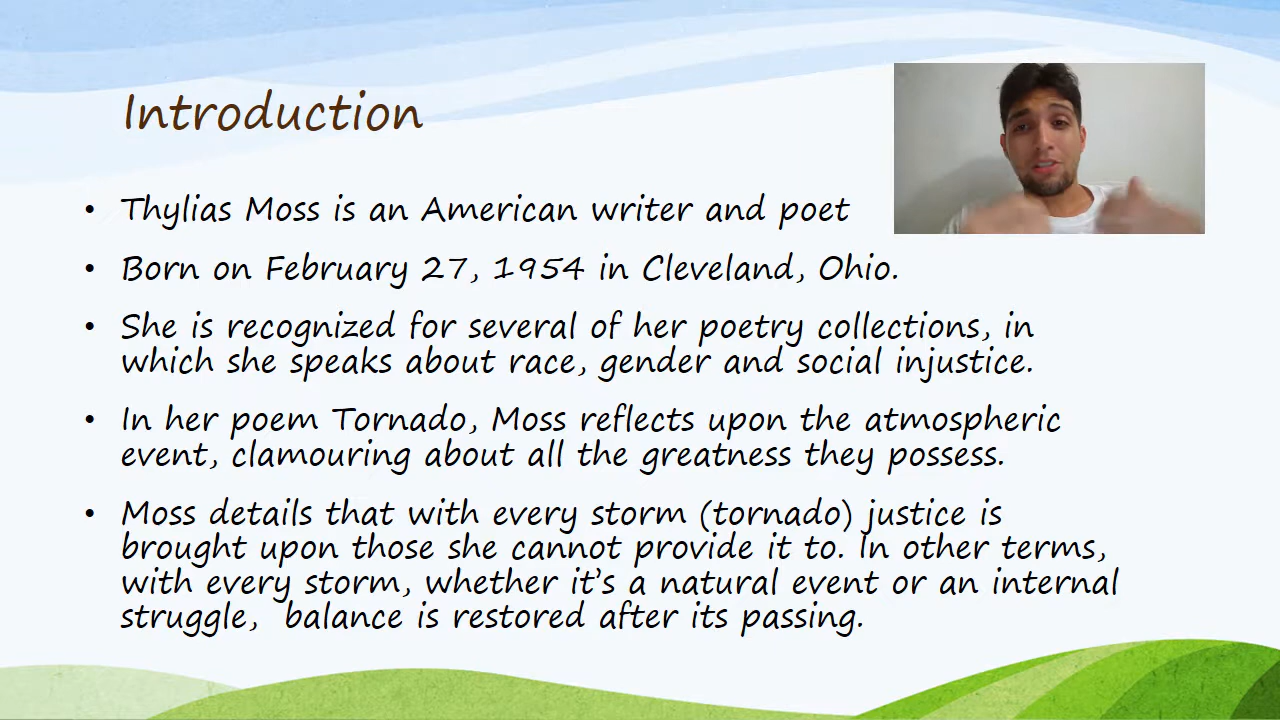 Introduction
• Thylias Moss is an American writer and poet
• Born on February 27, 1954 in Cleveland, Ohio.
• She is recognized for several of her poetry collections, in
which she speaks about race, gender and social injustice.
• In her poem Tornado, Moss reflects upon the atmospheric
event, clamouring about all the greatness they possess.
• Moss details that with every storm (tornado) justice is
brought upon those she cannot provide it to. In other terms,
with every storm, whether it’s a natural event or an internal
struggle,  balance is restored after its passing.